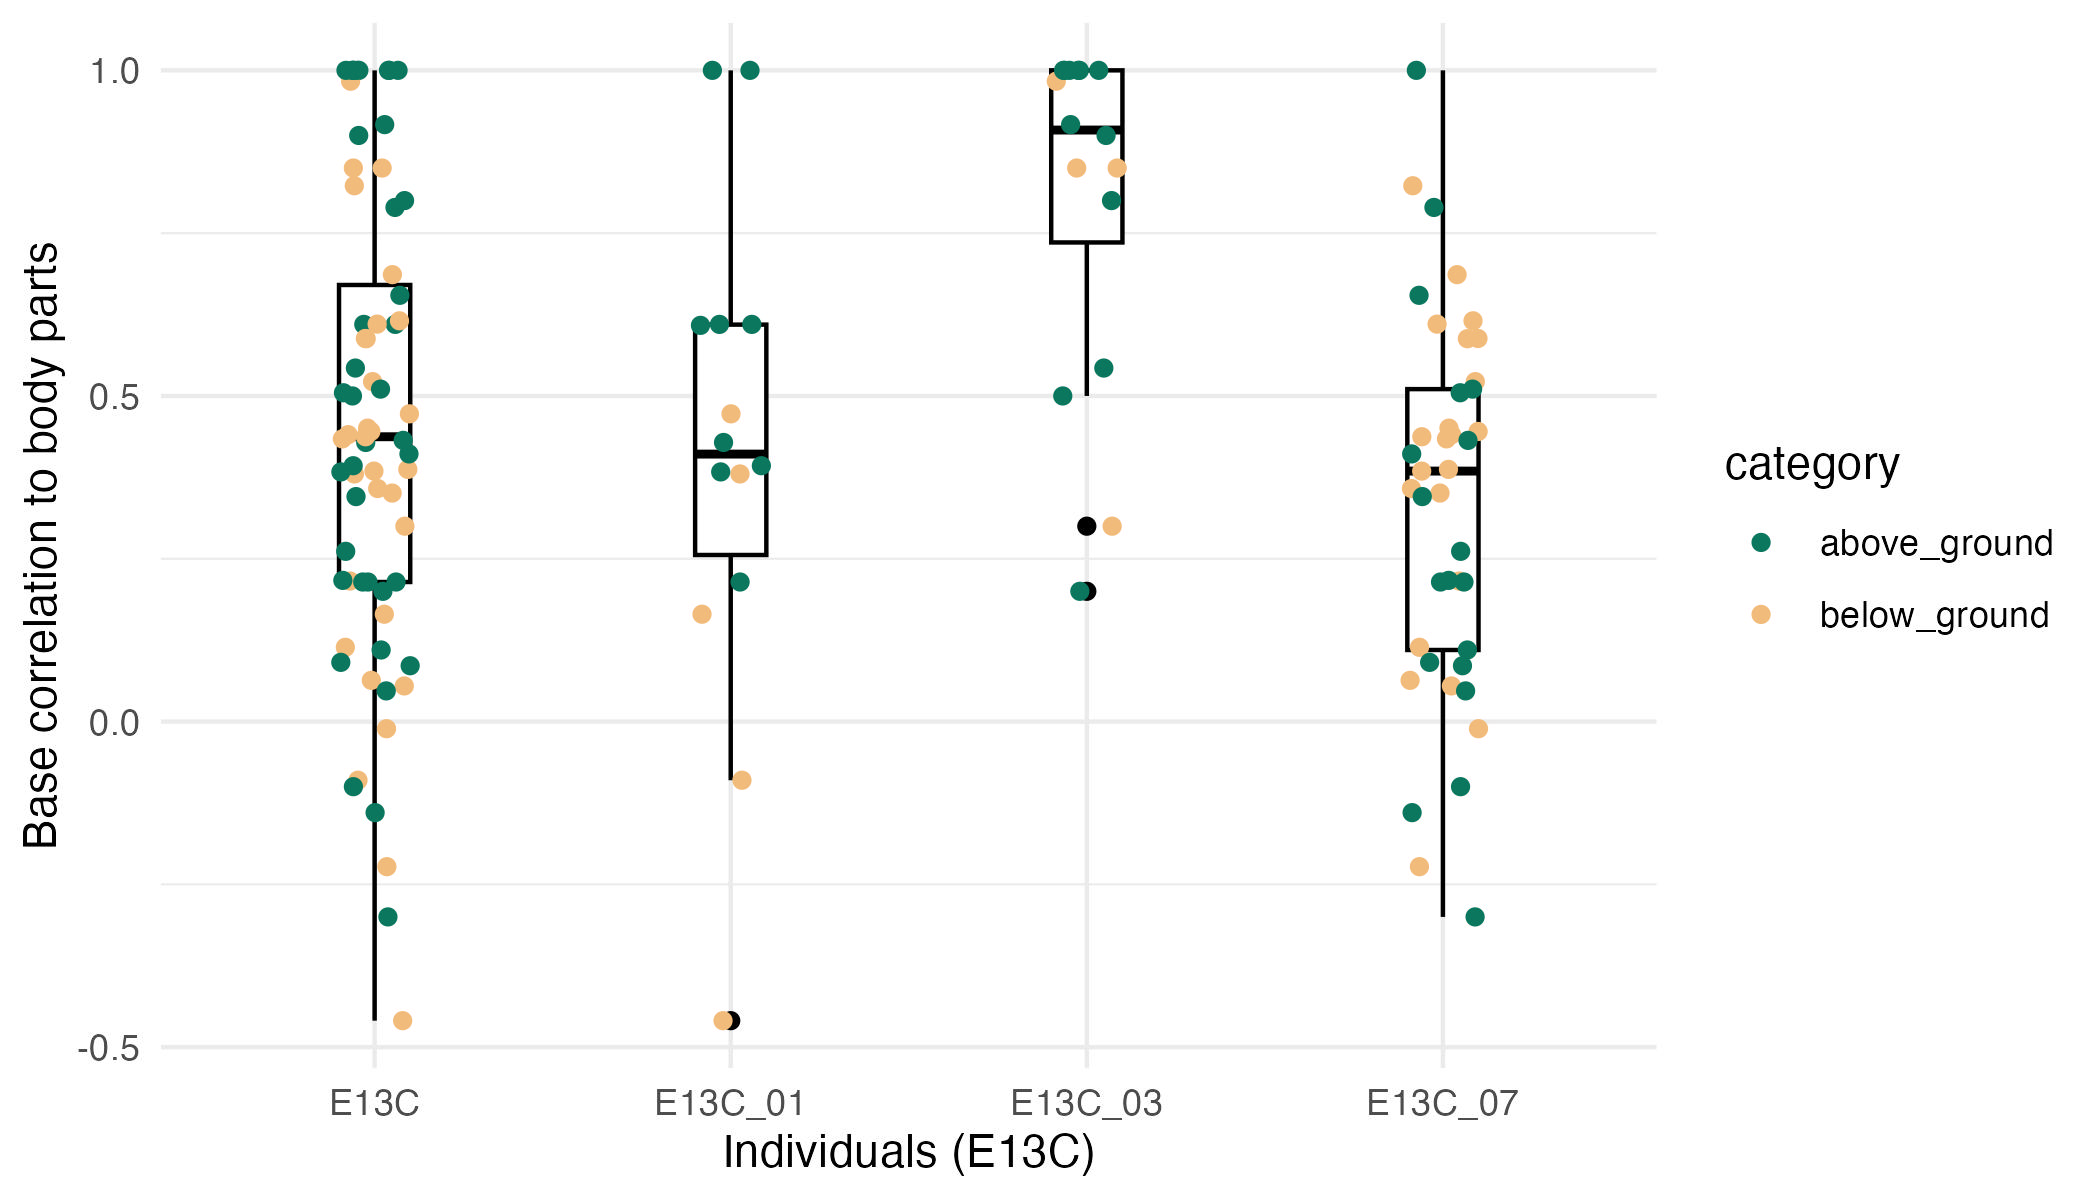 Base correlation to body parts
1.0
0.5
0.0
-0.5
E13C E13C_01 E13C_03 E13C_07
Individuals (E13C)
category
above_ground
below_ground